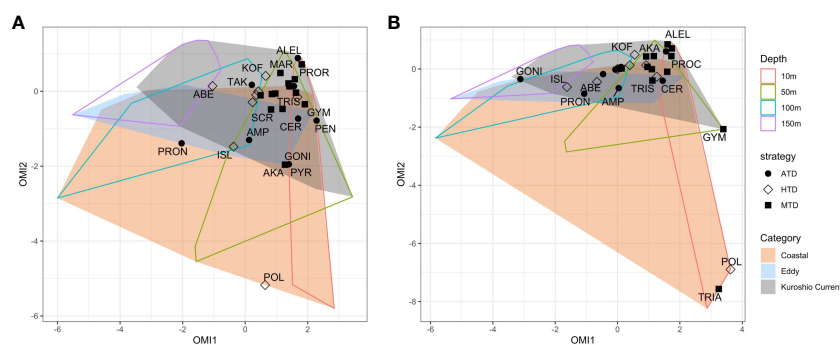 A
B
ALEL
KOF
MAR
PROR
TAK
ABE
TRIS
GYM
SCR
CER
PEN
AMP
PRON
ISL
GONI
AKA
PYR
POL
2
0
-2
-4
-6
-6
-4
-2
0
2
OMI1
OMI2
ALEL
KOF
AKA
GONI
ISL
ABE
PROC
PRON
AMP
TRIS
CER
GYM
POL
TRIA
2
0
-2
-4
-6
-8
-6
-4
-2
0
2
4
OMI1
OMI2
Depth
10m
50m
100m
150m
strategy
ATD
HTD
MTD
Category
Coastal
Eddy
Kuroshio Current